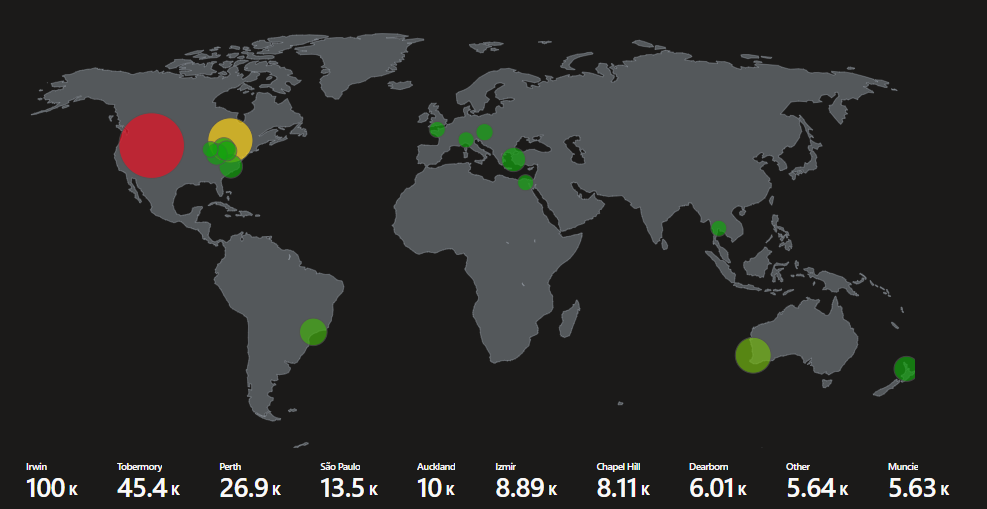 Irwin Tobermory Perth São Paulo Auckland Izmir Chapel Hill Dearborn Other Muncie
100 K 45.4 K 26.9 K 13.5 K 10 K 8.89 K 8.11 K 6.01 K 5.64 K 5.63 K